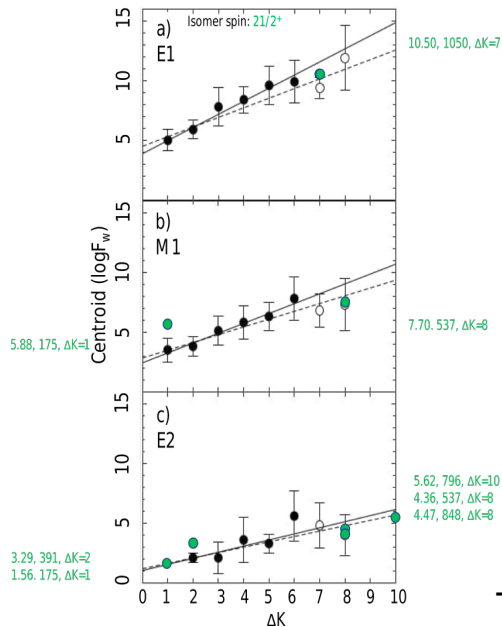 a)
Isomer spin: 21/2⁺
E1
15
10
5
10.50, 1050, ΔK=7
b)
M1
15
10
5
Centroid (logF_w)
5.88, 175, ΔK=1
7.70. 537, ΔK=8
c)
E2
15
10
5
0
5.62, 796, ΔK=10
4.36, 537, ΔK=8
4.47, 848, ΔK=8
3.29, 391, ΔK=2
1.56. 175, ΔK=1
0 1 2 3 4 5 6 7 8 9 10
ΔK